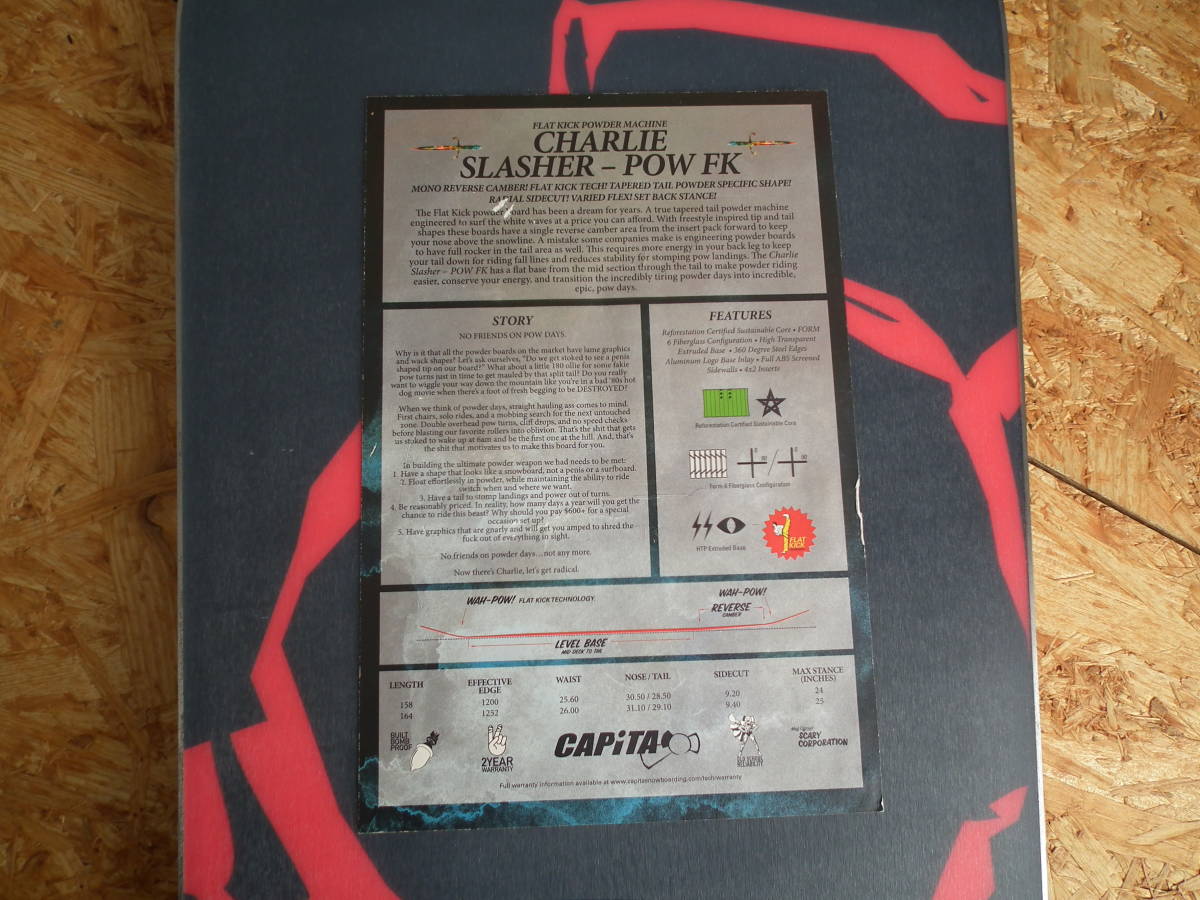 FLAT KICK POWDER MACHINE
CHARLIE
SLASHER – POW FK
MONO REVERSE CAMBER! FLAT KICK TECH! TAPERED TAIL POWDER SPECIFIC SHAPE!
RADIAL SIDECUT! VARIED FLEX! SET BACK STANCE!
The Flat Kick powder board has been a dream for years. A true tapered tail powder machine
engineered to surf the white waves at a price you can afford. With freestyle inspired tip and tail
shapes these boards have a single reverse camber area from the insert pack forward to keep
your nose above the snowline. A mistake some companies make is engineering powder boards
to have full rocker in the tail area as well. This requires more energy in your back leg to keep
your tail down for riding fall lines and reduces stability for stomping pow landings. The Charlie
Slasher – POW FK has a flat base from the mid section through the tail to make powder riding
easier, conserve your energy, and transition the incredibly tiring powder days into incredible,
epic, pow days.
STORY
NO FRIENDS ON POW DAYS.
Why is it that all the powder boards on the market have lame graphics
and wack shapes? Let's ask ourselves, "Do we get stoked to see a penis
shaped tip on our board?" What about a little 180 ollie for some fakie
pow turns just in time to get mauled by that split tail? Do you really
want to wiggle your way down the mountain like you're in a bad '80s hot
dog movie when there's a foot of fresh begging to be DESTROYED?
When we think of powder days, straight hauling ass comes to mind.
First chairs, solo rides, and a mobbing search for the next untouched
zone. Double overhead pow turns, cliff drops, and no speed checks
before blasting our favorite rollers into oblivion. That's the shit that gets
us stoked to wake up at 6am and be the first one at the hill. And, that's
the shit that motivates us to make this board for you.
In building the ultimate powder weapon we had needs to be met:
1. Have a shape that looks like a snowboard, not a penis or a surfboard.
2. Float effortlessly in powder, while maintaining the ability to ride
switch when and where we want.
3. Have a tail to stomp landings and power out of turns.
4. Be reasonably priced. In reality, how many days a year will you get the
chance to ride this beast? Why should you pay $600+ for a special
occasion set up?
5. Have graphics that are gnarly and will get you amped to shred the
fuck out of everything in sight.
No friends on powder days…not any more.
Now there's Charlie, let's get radical.
FEATURES
Reforestation Certified Sustainable Core • FORM
6 Fiberglass Configuration • High Transparent
Extruded Base • 360 Degree Steel Edges
Aluminum Logo Base Inlay • Full ABS Screened
Sidewalls • 4x2 Inserts
Reforestation Certified Sustainable Core
Form 6 Fiberglass Configuration
HTP Extruded Base
FLAT
KICK
WAH-POW! FLAT KICK TECHNOLOGY
WAH-POW!
REVERSE
CAMBER
LEVEL BASE
MID DECK TO TAIL
LENGTH EFFECTIVE EDGE WAIST NOSE / TAIL SIDECUT MAX STANCE (INCHES)
158 1200 25.60 30.50 / 28.50 9.20 24
164 1252 26.00 31.10 / 29.10 9.40 25
BUILT
BOMB
PROOF
2YEAR
WARRANTY
CAPiTA
RELIABILITY
SCARY
CORPORATION
Full warranty information available at www.capitasnowboarding.com/tech/warranty